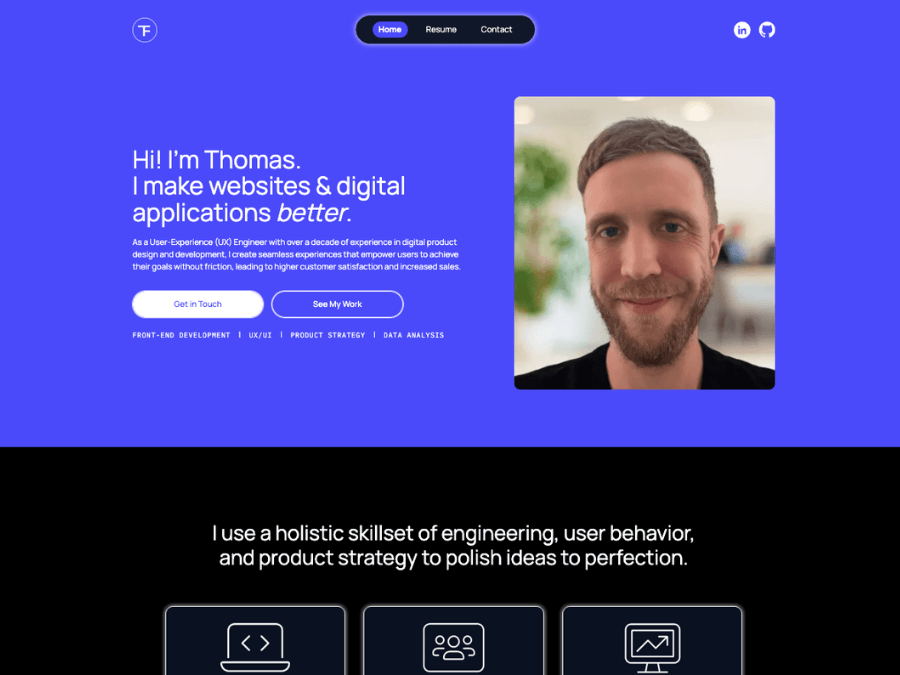 TF
Home Resume Contact
in
Hi! I'm Thomas.
I make websites & digital
applications better.
As a User-Experience (UX) Engineer with over a decade of experience in digital product
design and development, I create seamless experiences that empower users to achieve
their goals without friction, leading to higher customer satisfaction and increased sales.
Get in Touch See My Work
FRONT-END DEVELOPMENT | UX/UI | PRODUCT STRATEGY | DATA ANALYSIS
I use a holistic skillset of engineering, user behavior,
and product strategy to polish ideas to perfection.